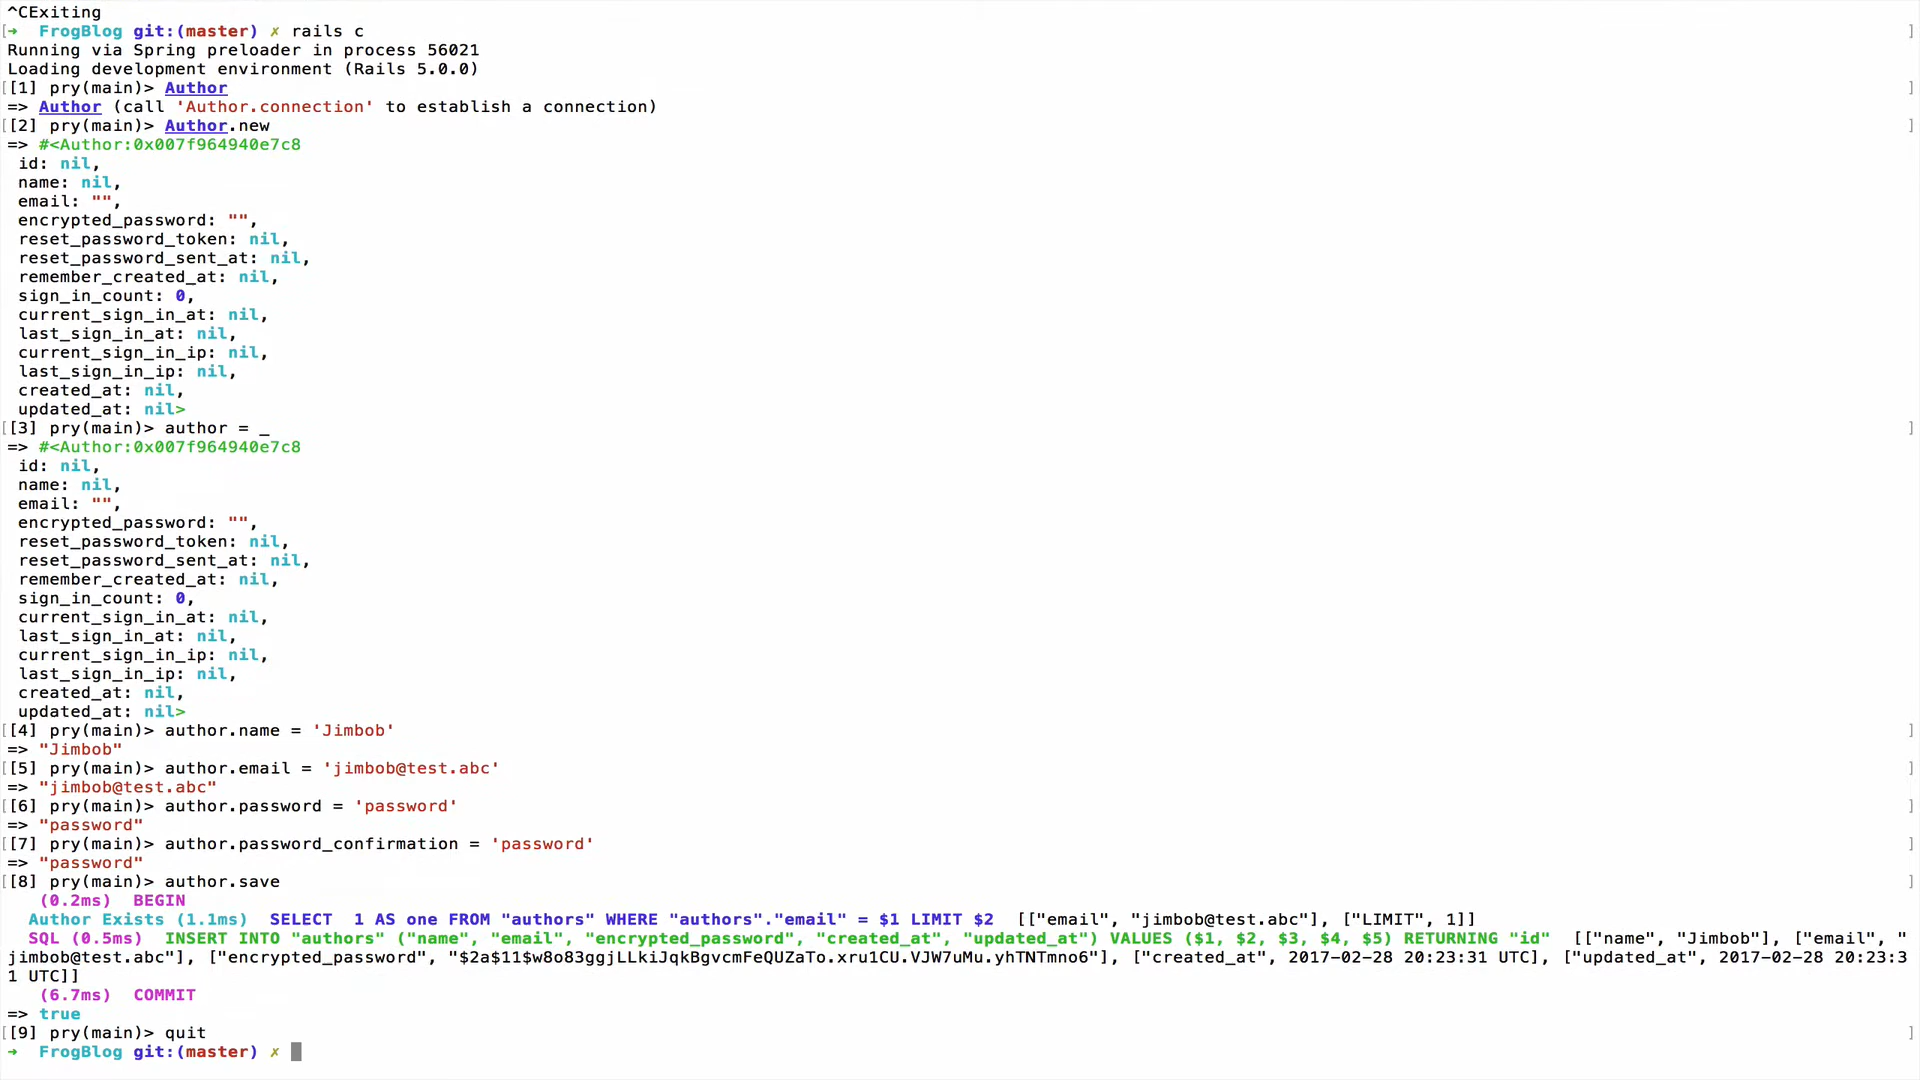 ^CExiting
[➜  FrogBlog git:(master) ✗ rails c ]
Running via Spring preloader in process 56021
Loading development environment (Rails 5.0.0)
[[1] pry(main)> Author ]
=> Author (call 'Author.connection' to establish a connection)
[[2] pry(main)> Author.new ]
=> #<Author:0x007f964940e7c8
 id: nil,
 name: nil,
 email: "",
 encrypted_password: "",
 reset_password_token: nil,
 reset_password_sent_at: nil,
 remember_created_at: nil,
 sign_in_count: 0,
 current_sign_in_at: nil,
 last_sign_in_at: nil,
 current_sign_in_ip: nil,
 last_sign_in_ip: nil,
 created_at: nil,
 updated_at: nil>
[[3] pry(main)> author = _ ]
=> #<Author:0x007f964940e7c8
 id: nil,
 name: nil,
 email: "",
 encrypted_password: "",
 reset_password_token: nil,
 reset_password_sent_at: nil,
 remember_created_at: nil,
 sign_in_count: 0,
 current_sign_in_at: nil,
 last_sign_in_at: nil,
 current_sign_in_ip: nil,
 last_sign_in_ip: nil,
 created_at: nil,
 updated_at: nil>
[[4] pry(main)> author.name = 'Jimbob' ]
=> "Jimbob"
[[5] pry(main)> author.email = 'jimbob@test.abc' ]
=> "jimbob@test.abc"
[[6] pry(main)> author.password = 'password' ]
=> "password"
[[7] pry(main)> author.password_confirmation = 'password' ]
=> "password"
[[8] pry(main)> author.save ]
   (0.2ms)  BEGIN
  Author Exists (1.1ms)  SELECT  1 AS one FROM "authors" WHERE "authors"."email" = $1 LIMIT $2  [["email", "jimbob@test.abc"], ["LIMIT", 1]]
  SQL (0.5ms)  INSERT INTO "authors" ("name", "email", "encrypted_password", "created_at", "updated_at") VALUES ($1, $2, $3, $4, $5) RETURNING "id"  [["name", "Jimbob"], ["email", "
jimbob@test.abc"], ["encrypted_password", "$2a$11$w8o83ggjLLkiJqkBgvcmFeQUZaTo.xru1CU.VJW7uMu.yhTNTmno6"], ["created_at", 2017-02-28 20:23:31 UTC], ["updated_at", 2017-02-28 20:23:3
1 UTC]]
   (6.7ms)  COMMIT
=> true
[[9] pry(main)> quit ]
➜  FrogBlog git:(master) ✗